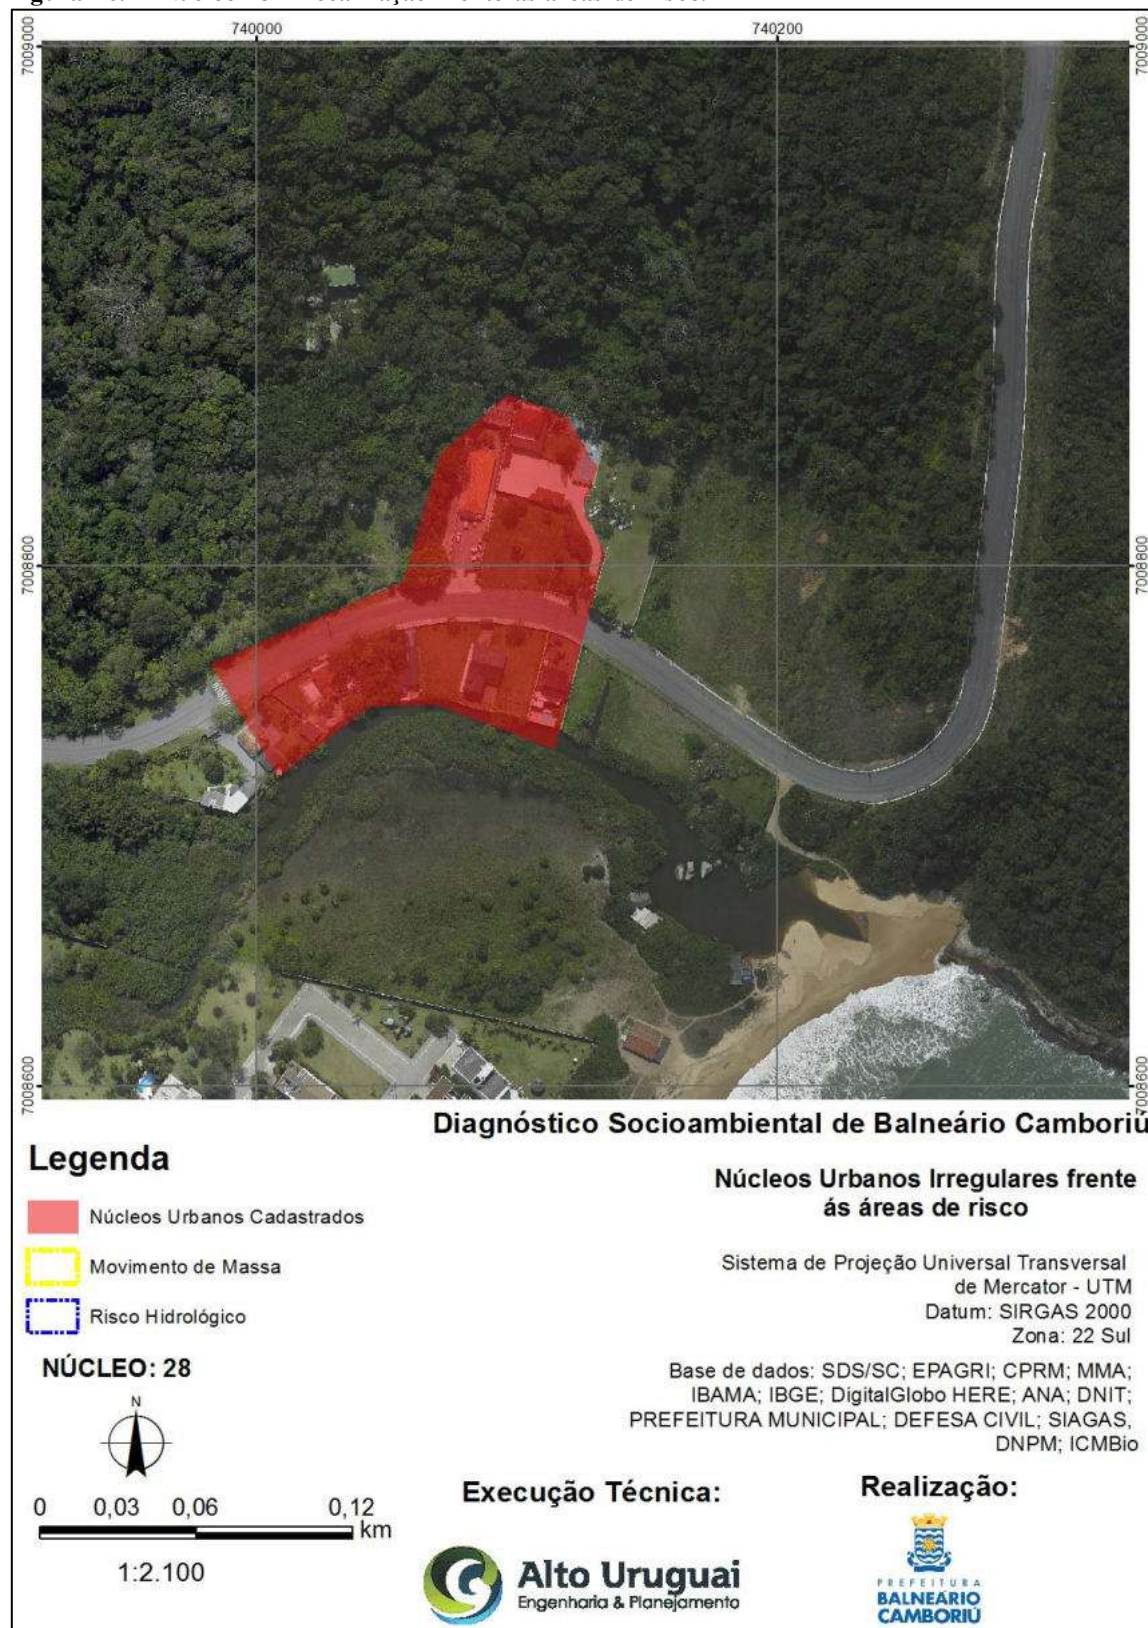 740000 740200
7009000 7009000
7008800 7008800
7008600 7008600
Diagnóstico Socioambiental de Balneário Camboriú
Legenda
Núcleos Urbanos Cadastrados
Movimento de Massa
Risco Hidrológico
NÚCLEO: 28
N
0 0,03 0,06 0,12
km
1:2.100
Núcleos Urbanos Irregulares frente
ás áreas de risco
Sistema de Projeção Universal Transversal
de Mercator - UTM
Datum: SIRGAS 2000
Zona: 22 Sul
Base de dados: SDS/SC; EPAGRI; CPRM; MMA;
IBAMA; IBGE; DigitalGlobo HERE; ANA; DNIT;
PREFEITURA MUNICIPAL; DEFESA CIVIL; SIAGAS,
DNPM; ICMBio
Execução Técnica:
Alto Uruguai
Engenharia & Planejamento
Realização:
PREFEITURA
BALNEÁRIO
CAMBORIÚ